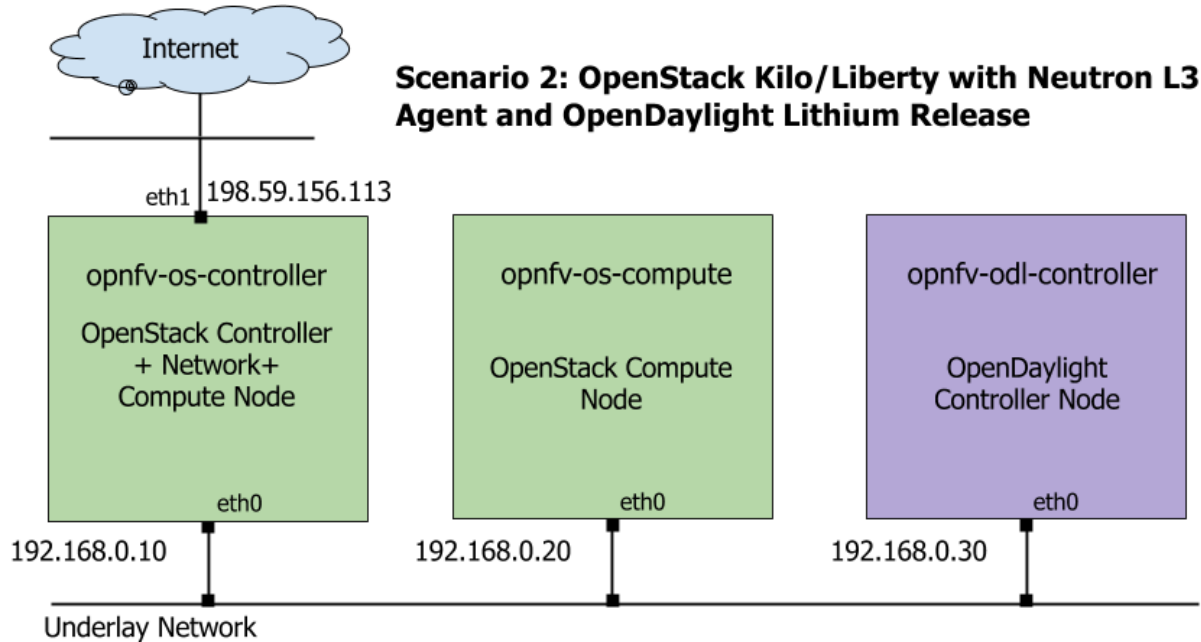 Internet
Scenario 2: OpenStack Kilo/Liberty with Neutron L3
Agent and OpenDaylight Lithium Release
eth1
198.59.156.113
opnfv-os-controller
OpenStack Controller
+ Network+
Compute Node
eth0
opnfv-os-compute
OpenStack Compute
Node
eth0
opnfv-odl-controller
OpenDaylight
Controller Node
eth0
192.168.0.10
192.168.0.20
192.168.0.30
Underlay Network